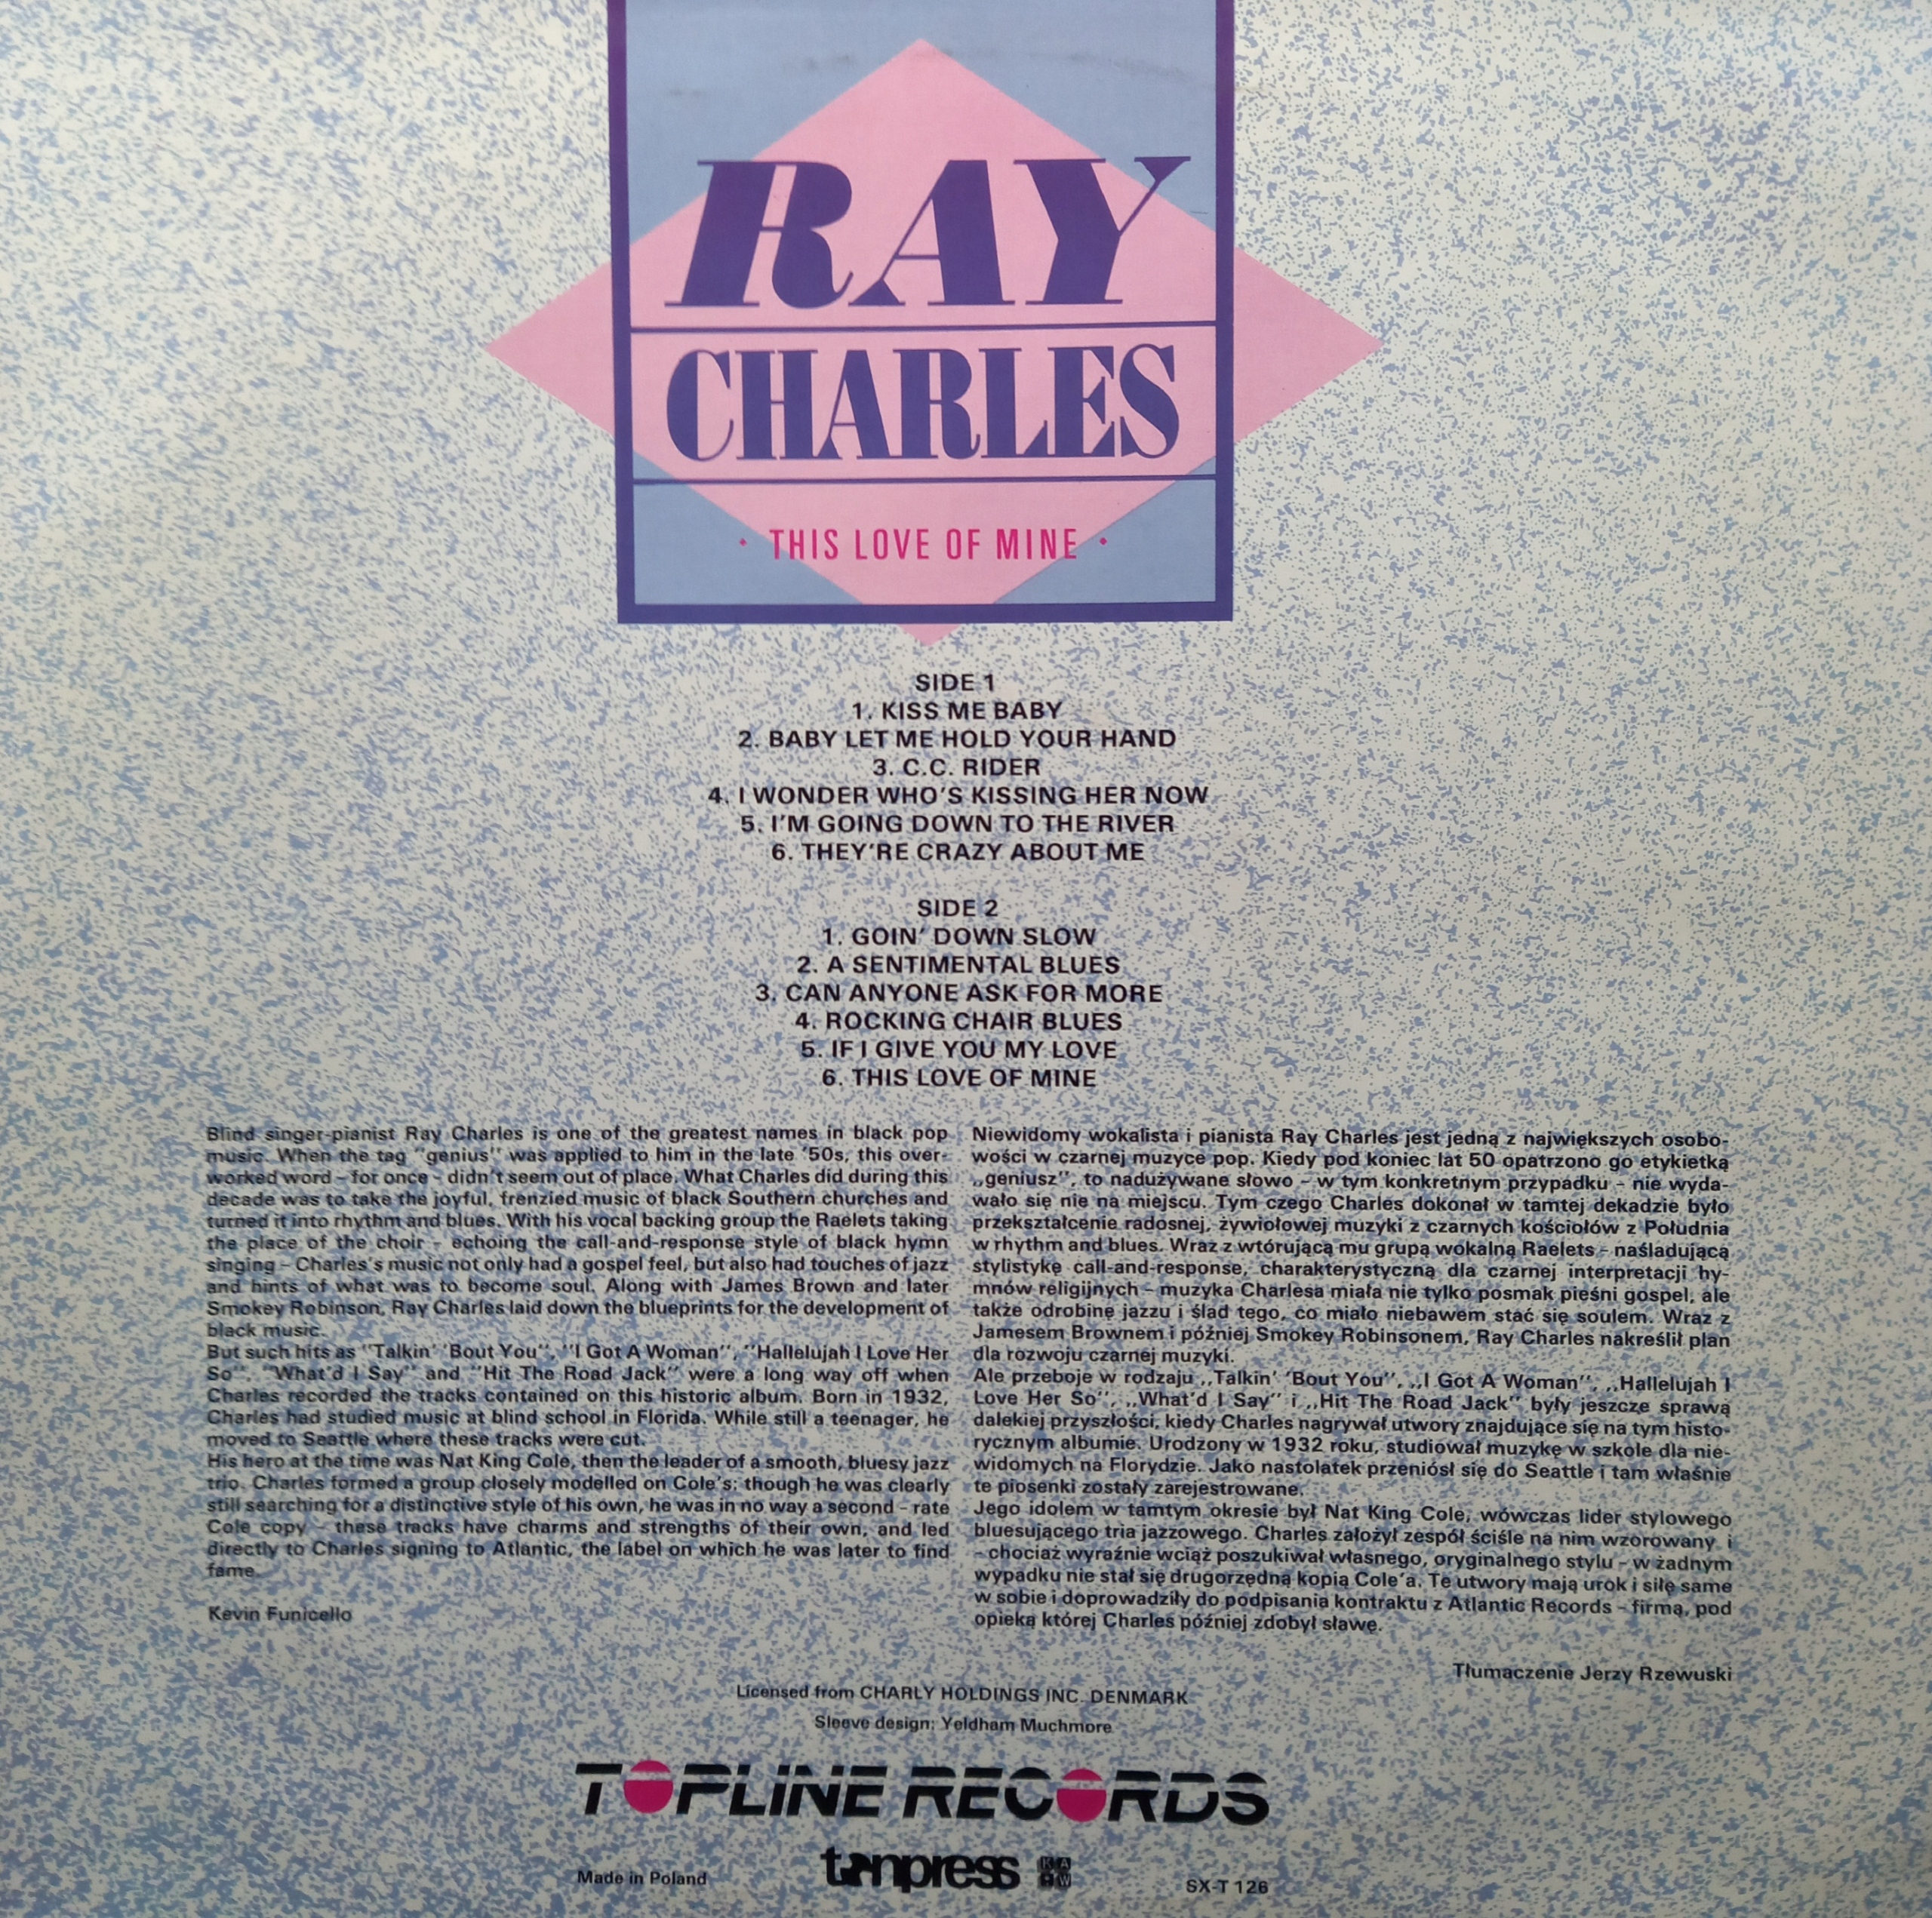 RAY
CHARLES
• THIS LOVE OF MINE •
SIDE 1
1. KISS ME BABY
2. BABY LET ME HOLD YOUR HAND
3. C.C. RIDER
4. I WONDER WHO'S KISSING HER NOW
5. I'M GOING DOWN TO THE RIVER
6. THEY'RE CRAZY ABOUT ME
SIDE 2
1. GOIN' DOWN SLOW
2. A SENTIMENTAL BLUES
3. CAN ANYONE ASK FOR MORE
4. ROCKING CHAIR BLUES
5. IF I GIVE YOU MY LOVE
6. THIS LOVE OF MINE
Blind singer-pianist Ray Charles is one of the greatest names in black pop
music. When the tag "genius" was applied to him in the late '50s, this over-
worked word – for once – didn't seem out of place. What Charles did during this
decade was to take the joyful, frenzied music of black Southern churches and
turned it into rhythm and blues. With his vocal backing group the Raelets taking
the place of the choir – echoing the call-and-response style of black hymn
singing – Charles's music not only had a gospel feel, but also had touches of jazz
and hints of what was to become soul. Along with James Brown and later
Smokey Robinson, Ray Charles laid down the blueprints for the development of
black music.
But such hits as "Talkin' 'Bout You", "I Got A Woman", "Hallelujah I Love Her
So", "What'd I Say" and "Hit The Road Jack" were a long way off when
Charles recorded the tracks contained on this historic album. Born in 1932,
Charles had studied music at blind school in Florida. While still a teenager, he
moved to Seattle where these tracks were cut.
His hero at the time was Nat King Cole, then the leader of a smooth, bluesy jazz
trio. Charles formed a group closely modelled on Cole's; though he was clearly
still searching for a distinctive style of his own, he was in no way a second – rate
Cole copy – these tracks have charms and strengths of their own, and led
directly to Charles signing to Atlantic, the label on which he was later to find
fame
Kevin Funicello
Niewidomy wokalista i pianista Ray Charles jest jedną z największych osobo-
wości w czarnej muzyce pop. Kiedy pod koniec lat 50 opatrzono go etykietką
„geniusz", to nadużywane słowo – w tym konkretnym przypadku – nie wyda-
wało się nie na miejscu. Tym czego Charles dokonał w tamtej dekadzie było
przekształcenie radosnej, żywiołowej muzyki z czarnych kościołów z Południa
w rhythm and blues. Wraz z wtórującą mu grupą wokalną Raelets – naśladującą
stylistykę call-and-response, charakterystyczną dla czarnej interpretacji hy-
mnów religijnych – muzyka Charlesa miała nie tylko posmak pieśni gospel, ale
także odrobinę jazzu i ślad tego, co miało niebawem stać się soulem. Wraz z
Jamesem Brownem i później Smokey Robinsonem, Ray Charles nakreślił plan
dla rozwoju czarnej muzyki.
Ale przeboje w rodzaju „Talkin' 'Bout You", „I Got A Woman", „Hallelujah I
Love Her So", „What'd I Say" i „Hit The Road Jack" były jeszcze sprawą
dalekiej przyszłości, kiedy Charles nagrywał utwory znajdujące się na tym histo-
rycznym albumie. Urodzony w 1932 roku, studiował muzykę w szkole dla nie-
widomych na Florydzie. Jako nastolatek przeniósł się do Seattle i tam właśnie
te piosenki zostały zarejestrowane.
Jego idolem w tamtym okresie był Nat King Cole, wówczas lider stylowego
bluesującego tria jazzowego. Charles założył zespół ściśle na nim wzorowany i
– chociaż wyraźnie wciąż poszukiwał własnego, oryginalnego stylu – w żadnym
wypadku nie stał się drugorzędną kopią Cole'a. Te utwory mają urok i siłę same
w sobie i doprowadziły do podpisania kontraktu z Atlantic Records – firmą, pod
opieką której Charles później zdobył sławę.
Tłumaczenie Jerzy Rzewuski
Licensed from CHARLY HOLDINGS INC. DENMARK
Sleeve design: Yeldham Muchmore
TOPLINE RECORDS
Made in Poland
tonpress KAW
SX-T 126